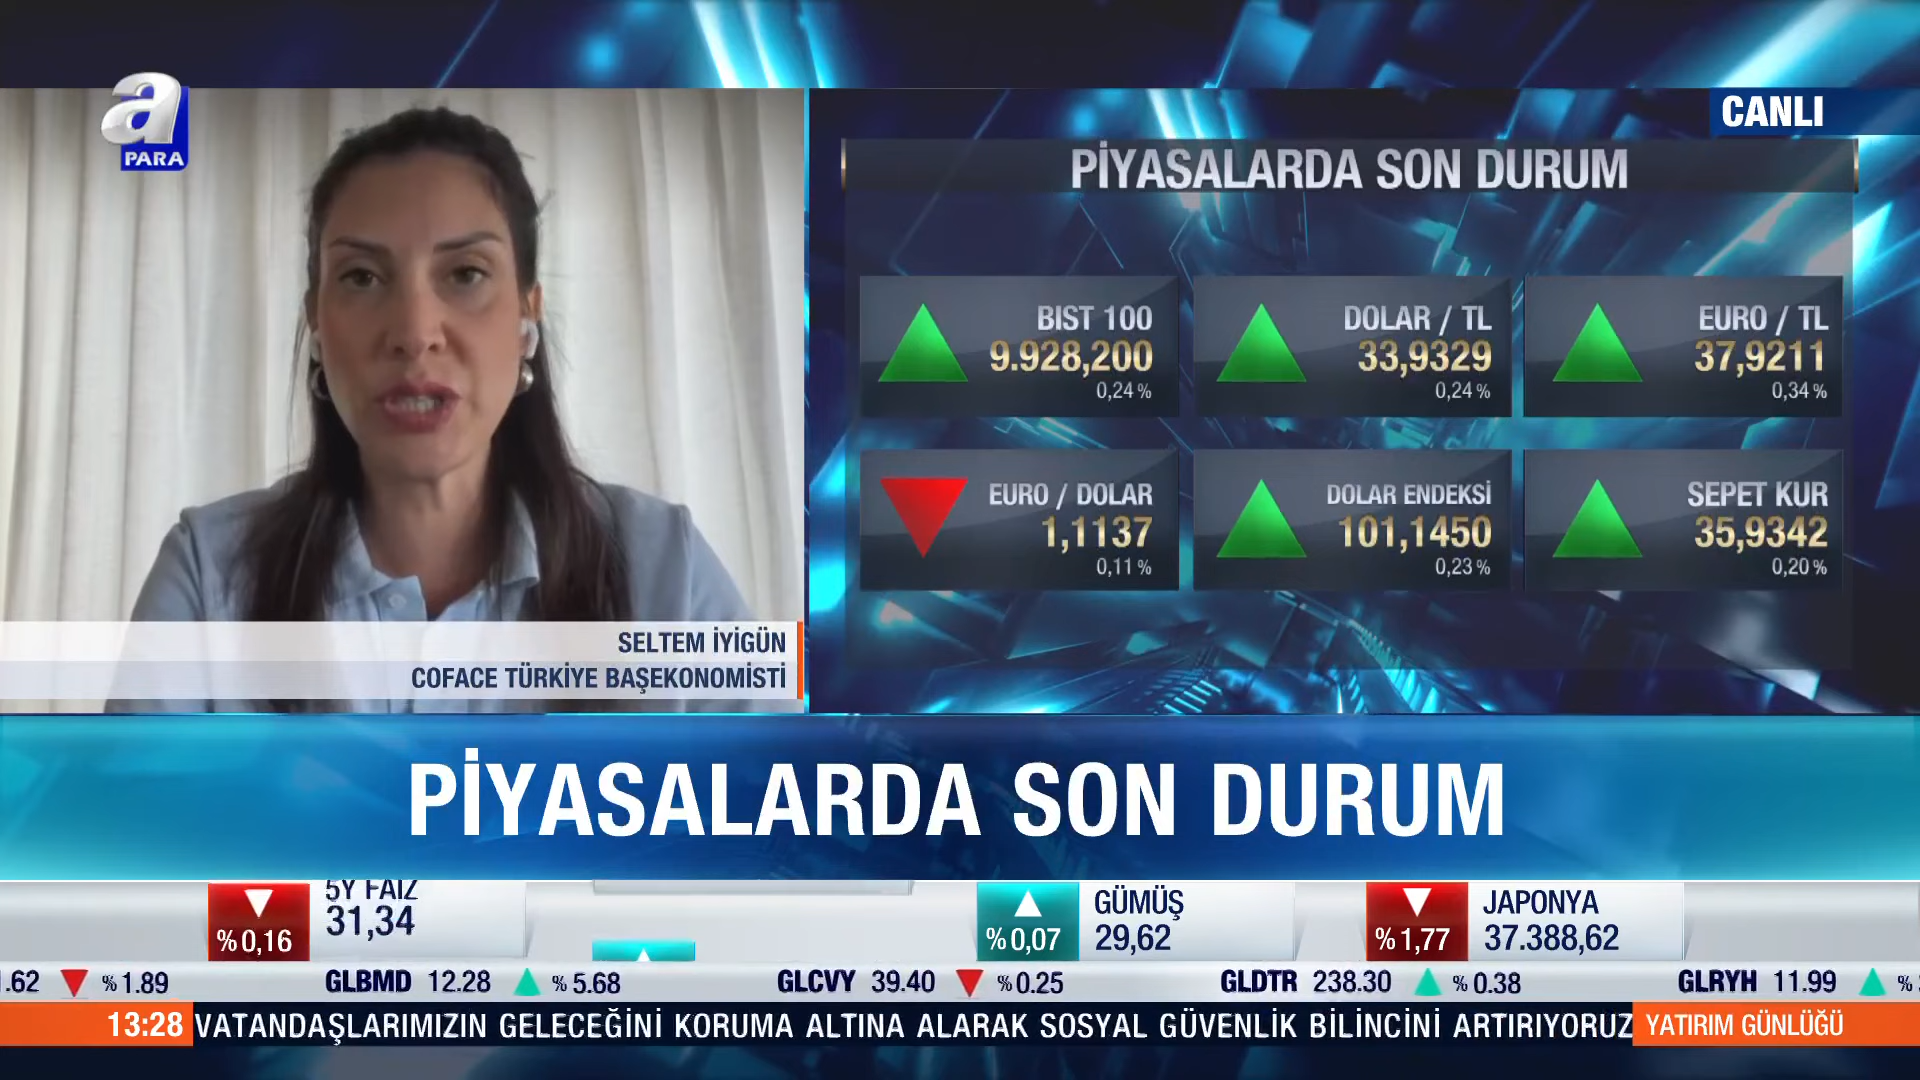 a
PARA
CANLI
PİYASALARDA SON DURUM
BIST 100
9.928,200
0,24 %
DOLAR / TL
33,9329
0,24 %
EURO / TL
37,9211
0,34 %
EURO / DOLAR
1,1137
0,11 %
DOLAR ENDEKSİ
101,1450
0,23 %
SEPET KUR
35,9342
0,20 %
SELTEM İYİGÜN
COFACE TÜRKİYE BAŞEKONOMİSTİ
PİYASALARDA SON DURUM
%0,16
5Y FAİZ
31,34
%0,07
GÜMÜŞ
29,62
%1,77
JAPONYA
37.388,62
.62 %1.89 GLBMD 12.28 %5.68 GLCVY 39.40 %0.25 GLDTR 238.30 %0.38 GLRYH 11.99 %
13:28 VATANDAŞLARIMIZIN GELECEĞİNİ KORUMA ALTINA ALARAK SOSYAL GÜVENLİK BİLİNCİNİ ARTIRIYORUZ YATIRIM GÜNLÜĞÜ